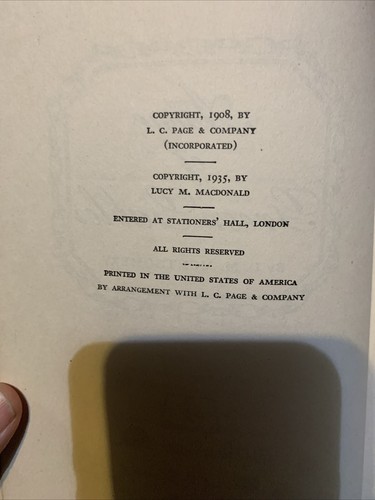 COPYRIGHT, 1908, BY
L. C. PAGE & COMPANY
(INCORPORATED)
COPYRIGHT, 1935, BY
LUCY M. MACDONALD
ENTERED AT STATIONERS' HALL, LONDON
ALL RIGHTS RESERVED
PRINTED IN THE UNITED STATES OF AMERICA
BY ARRANGEMENT WITH L. C. PAGE & COMPANY